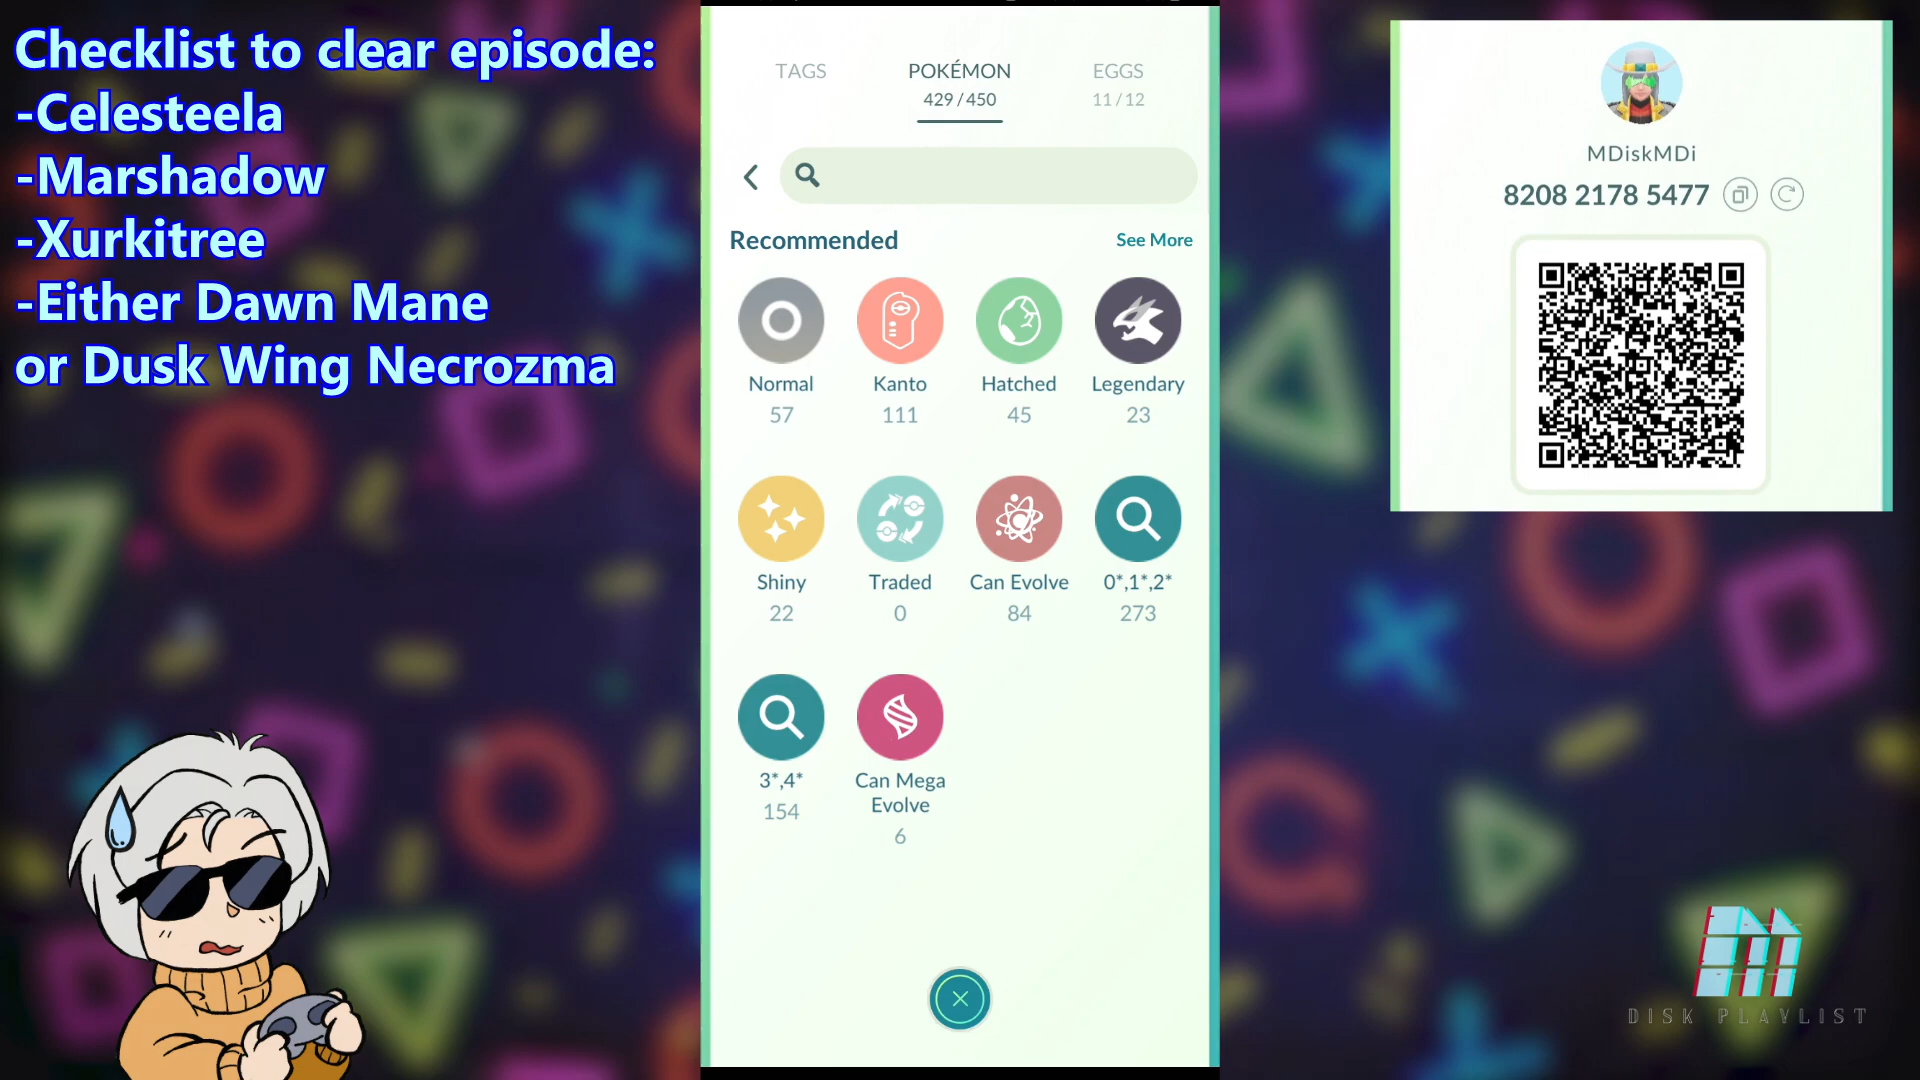 Checklist to clear episode:
-Celesteela
-Marshadow
-Xurkitree
-Either Dawn Mane
or Dusk Wing Necrozma
TAGS
POKÉMON
429 / 450
EGGS
11 / 12
Recommended
See More
Normal
57
Kanto
111
Hatched
45
Legendary
23
Shiny
22
Traded
0
Can Evolve
84
0*,1*,2*
273
3*,4*
154
Can Mega
Evolve
6
MDiskMDi
8208 2178 5477
DISK PLAYLIST